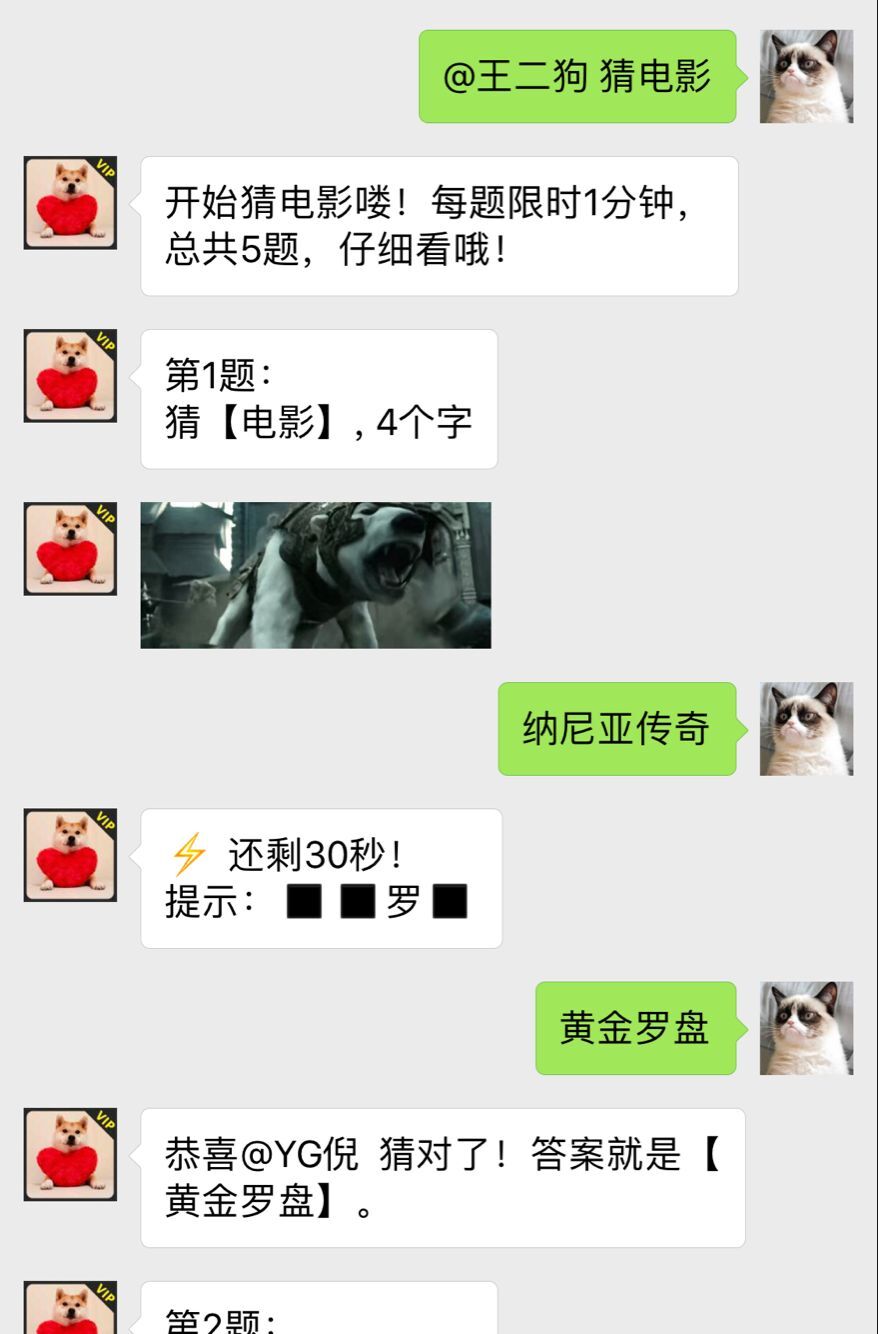 @王二狗 猜电影
VIP
开始猜电影喽！每题限时1分钟，
总共5题，仔细看哦！
VIP
第1题：
猜【电影】, 4个字
VIP
纳尼亚传奇
VIP
⚡ 还剩30秒！
提示：⬛⬛罗⬛
黄金罗盘
VIP
恭喜@YG倪 猜对了！答案就是【
黄金罗盘】。
VIP
第2题：